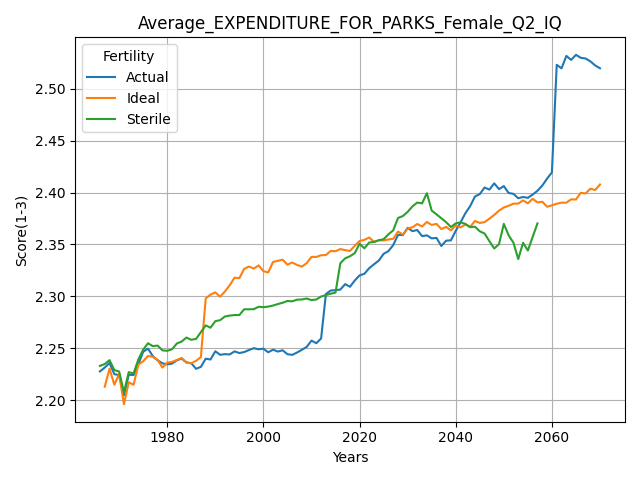 Average_EXPENDITURE_FOR_PARKS_Female_Q2_IQ
Fertility
Actual
Ideal
Sterile
Score(1-3)
2.50
2.45
2.40
2.35
2.30
2.25
2.20
1980 2000 2020 2040 2060
Years